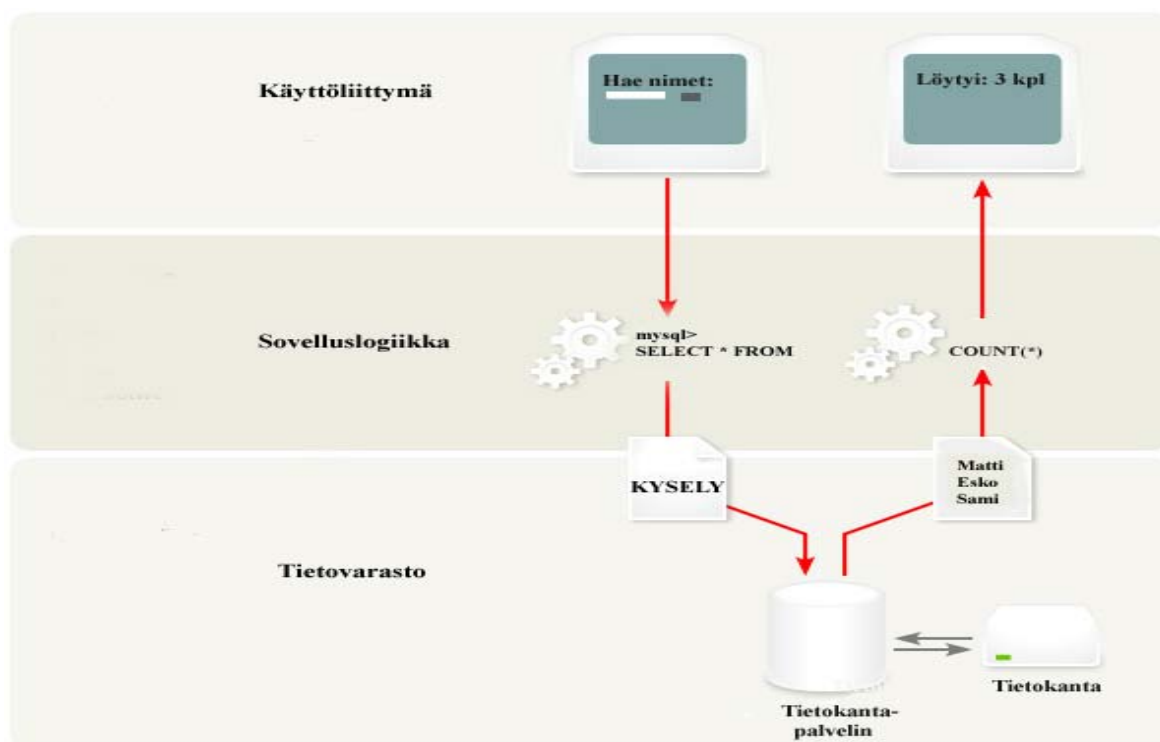 Käyttöliittymä
Hae nimet:
Löytyi: 3 kpl
Sovelluslogiikka
mysql>
SELECT * FROM
COUNT(*)
KYSELY
Matti
Esko
Sami
Tietovarasto
Tietokanta
Tietokanta-
palvelin